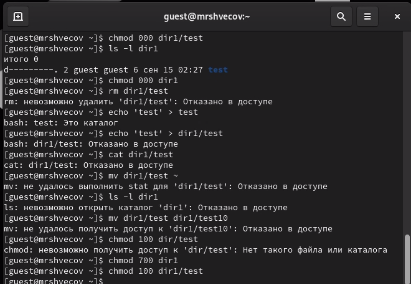 guest@mrshvecov:~
[guest@mrshvecov ~]$ chmod 000 dir1/test
[guest@mrshvecov ~]$ ls -l dir1
итого 0
d---------. 2 guest guest 6 сен 15 02:27 test
[guest@mrshvecov ~]$ chmod 000 dir1
[guest@mrshvecov ~]$ rm dir1/test
rm: невозможно удалить 'dir1/test': Отказано в доступе
[guest@mrshvecov ~]$ echo 'test' > test
bash: test: Это каталог
[guest@mrshvecov ~]$ echo 'test' > dir1/test
bash: dir1/test: Отказано в доступе
[guest@mrshvecov ~]$ cat dir1/test
cat: dir1/test: Отказано в доступе
[guest@mrshvecov ~]$ mv dir1/test ~
mv: не удалось выполнить stat для 'dir1/test': Отказано в доступе
[guest@mrshvecov ~]$ ls -l dir1
ls: невозможно открыть каталог 'dir1': Отказано в доступе
[guest@mrshvecov ~]$ mv dir1/test dir1/test10
mv: не удалось получить доступ к 'dir1/test10': Отказано в доступе
[guest@mrshvecov ~]$ chmod 100 dir/test
chmod: невозможно получить доступ к 'dir/test': Нет такого файла или каталога
[guest@mrshvecov ~]$ chmod 700 dir1
[guest@mrshvecov ~]$ chmod 100 dir1/test
[guest@mrshvecov ~]$